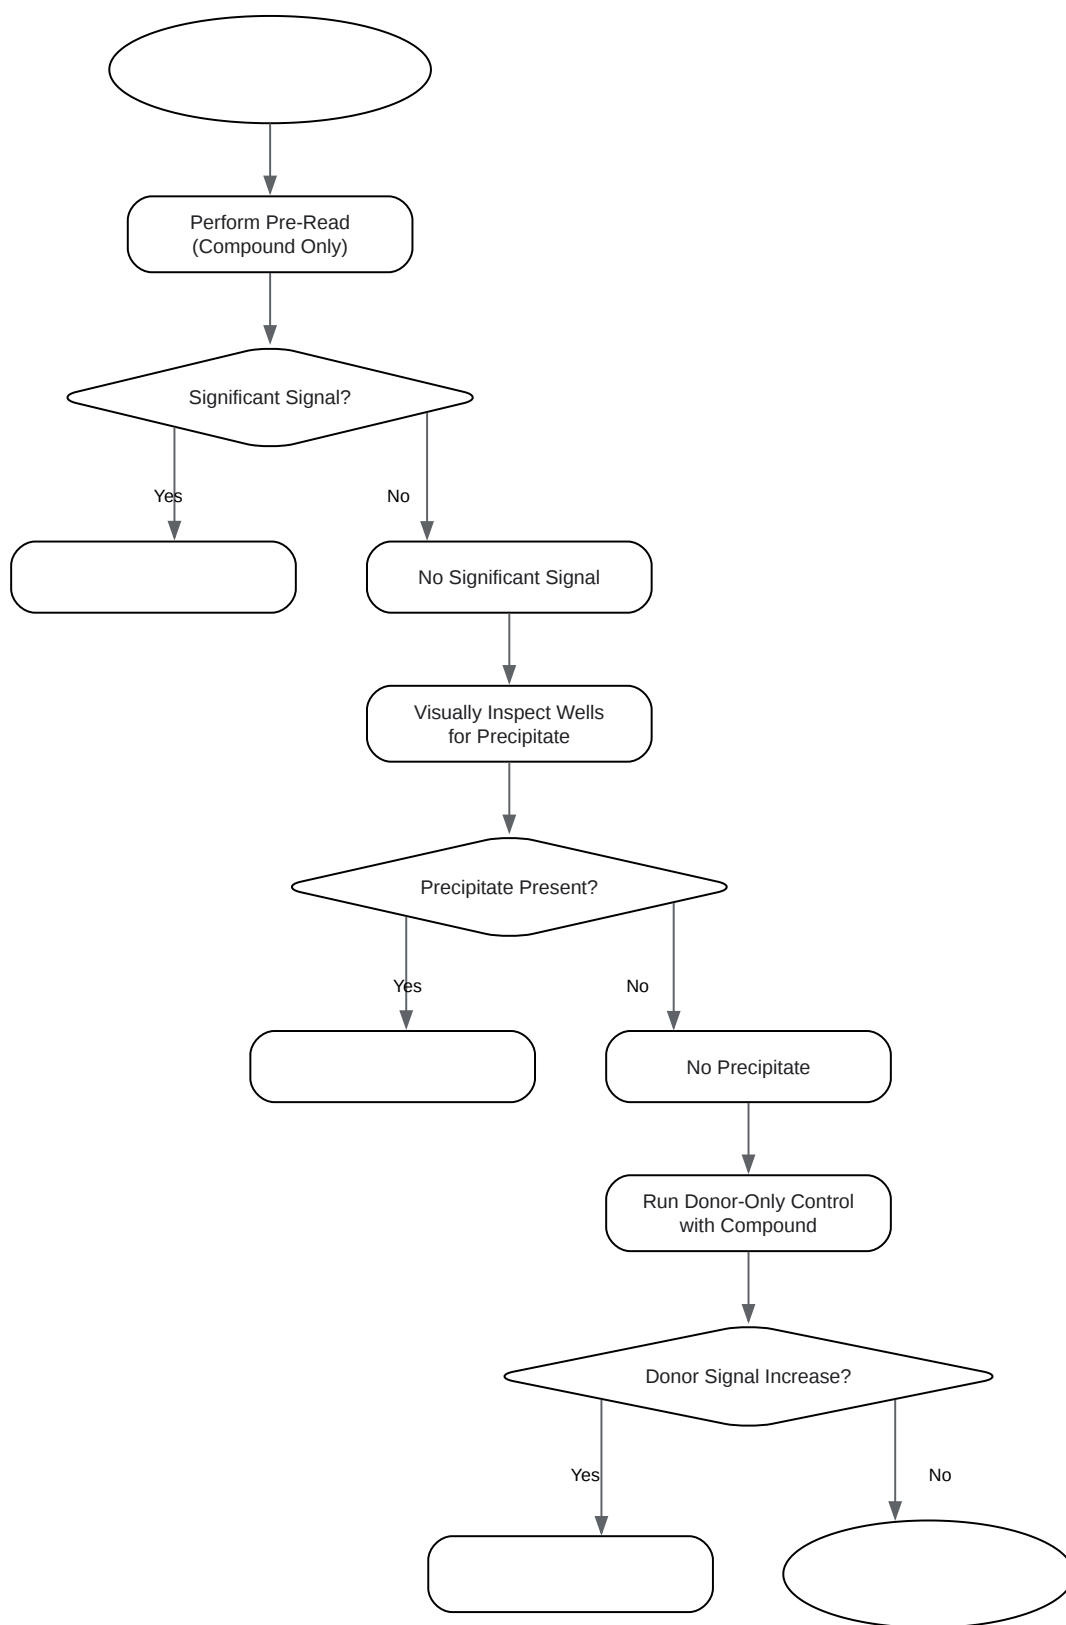 Perform Pre-Read
(Compound Only)
Significant Signal?
Yes
No
No Significant Signal
Visually Inspect Wells
for Precipitate
Precipitate Present?
Yes
No
No Precipitate
Run Donor-Only Control
with Compound
Donor Signal Increase?
Yes
No